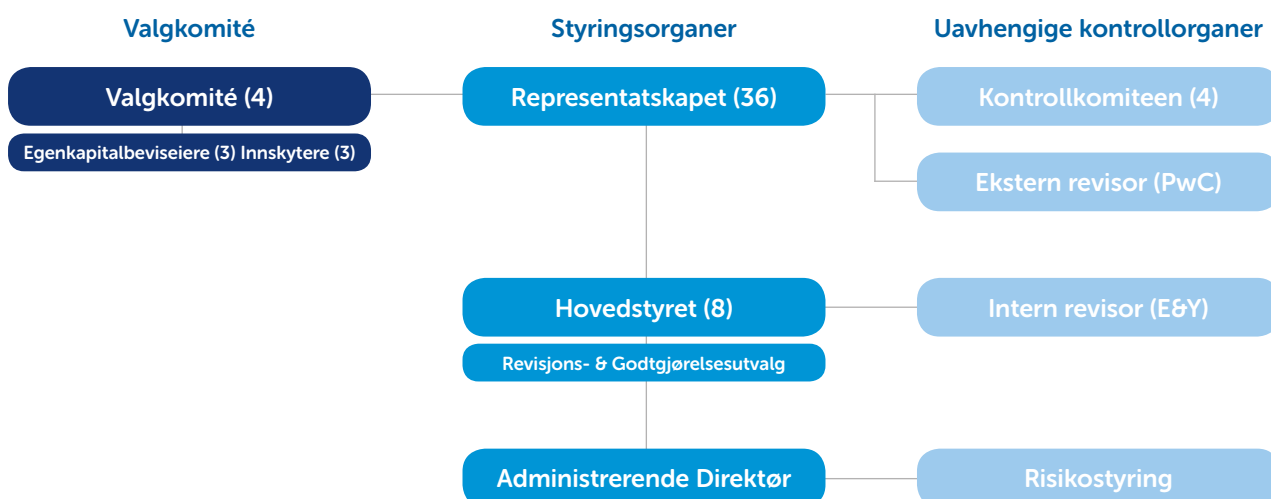 Valgkomité
Styringsorganer
Uavhengige kontrollorganer
Valgkomité (4)
Representatskapet (36)
Kontrollkomiteen (4)
Egenkapitalbeviseiere (3) Innskytere (3)
Ekstern revisor (PwC)
Hovedstyret (8)
Intern revisor (E&Y)
Revisjons- & Godtgjørelsesutvalg
Administrerende Direktør
Risikostyring